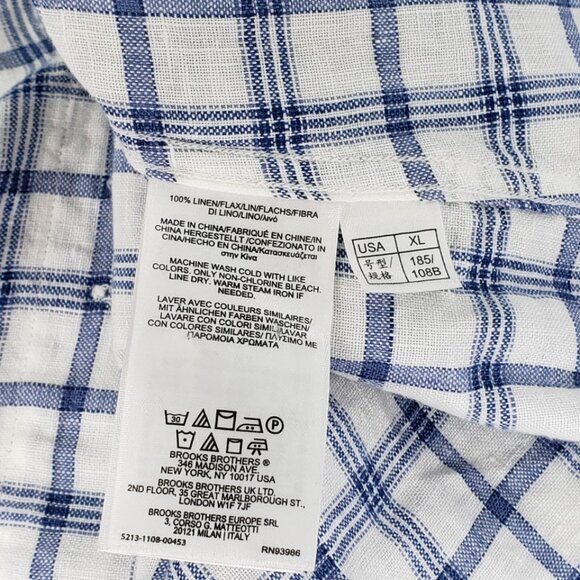 100% LINEN/FLAX/LIN/FLACHS/FIBRA
DI LINO/LINO/λινό
MADE IN CHINA/FABRIQUÉ EN CHINE/IN
CHINA HERGESTELLT /CONFEZIONATO IN
CINA/HECHO EN CHINA/Κατασκευάστηκε
στην Κίνα
MACHINE WASH COLD WITH LIKE
COLORS. ONLY NON-CHLORINE BLEACH.
LINE DRY. WARM STEAM IRON IF
NEEDED.
LAVER AVEC COULEURS SIMILAIRES/
MIT ÄHNLICHEN FARBEN WASCHEN/
LAVARE CON COLORI SIMILI/LAVAR
CON COLORES SIMILARES/ ΠΛΥΣΙΜΟ ΜΕ
ΠΑΡΟΜΟΙΑ ΧΡΩΜΑΤΑ
30 P
BROOKS BROTHERS ®
346 MADISON AVE.
NEW YORK, NY 10017 USA
BROOKS BROTHERS UK LTD.
2ND FLOOR, 35 GREAT MARLBOROUGH ST.
LONDON W1F 7JF
BROOKS BROTHERS EUROPE SRL
3, CORSO G. MATTEOTTI
20121 MILAN | ITALY
5213-1108-00453 RN93986
USA XL
号型/规格 185/108B